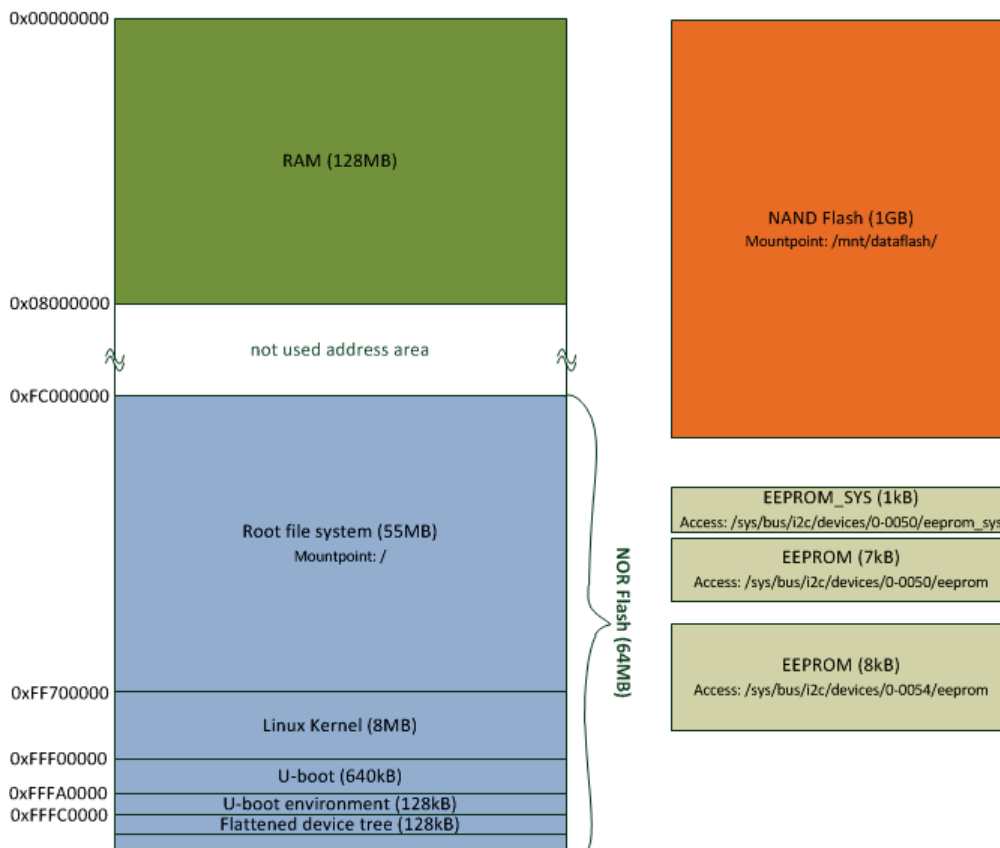 0x00000000
RAM (128MB)
0x08000000
not used address area
0xFC000000
Root file system (55MB)
Mountpoint: /
0xFF700000
Linux Kernel (8MB)
0xFFF00000
U-boot (640kB)
0xFFFA0000
U-boot environment (128kB)
0xFFFC0000
Flattened device tree (128kB)
NOR Flash (64MB)
NAND Flash (1GB)
Mountpoint: /mnt/dataflash/
EEPROM_SYS (1kB)
Access: /sys/bus/i2c/devices/0-0050/eeprom_sys
EEPROM (7kB)
Access: /sys/bus/i2c/devices/0-0050/eeprom
EEPROM (8kB)
Access: /sys/bus/i2c/devices/0-0054/eeprom